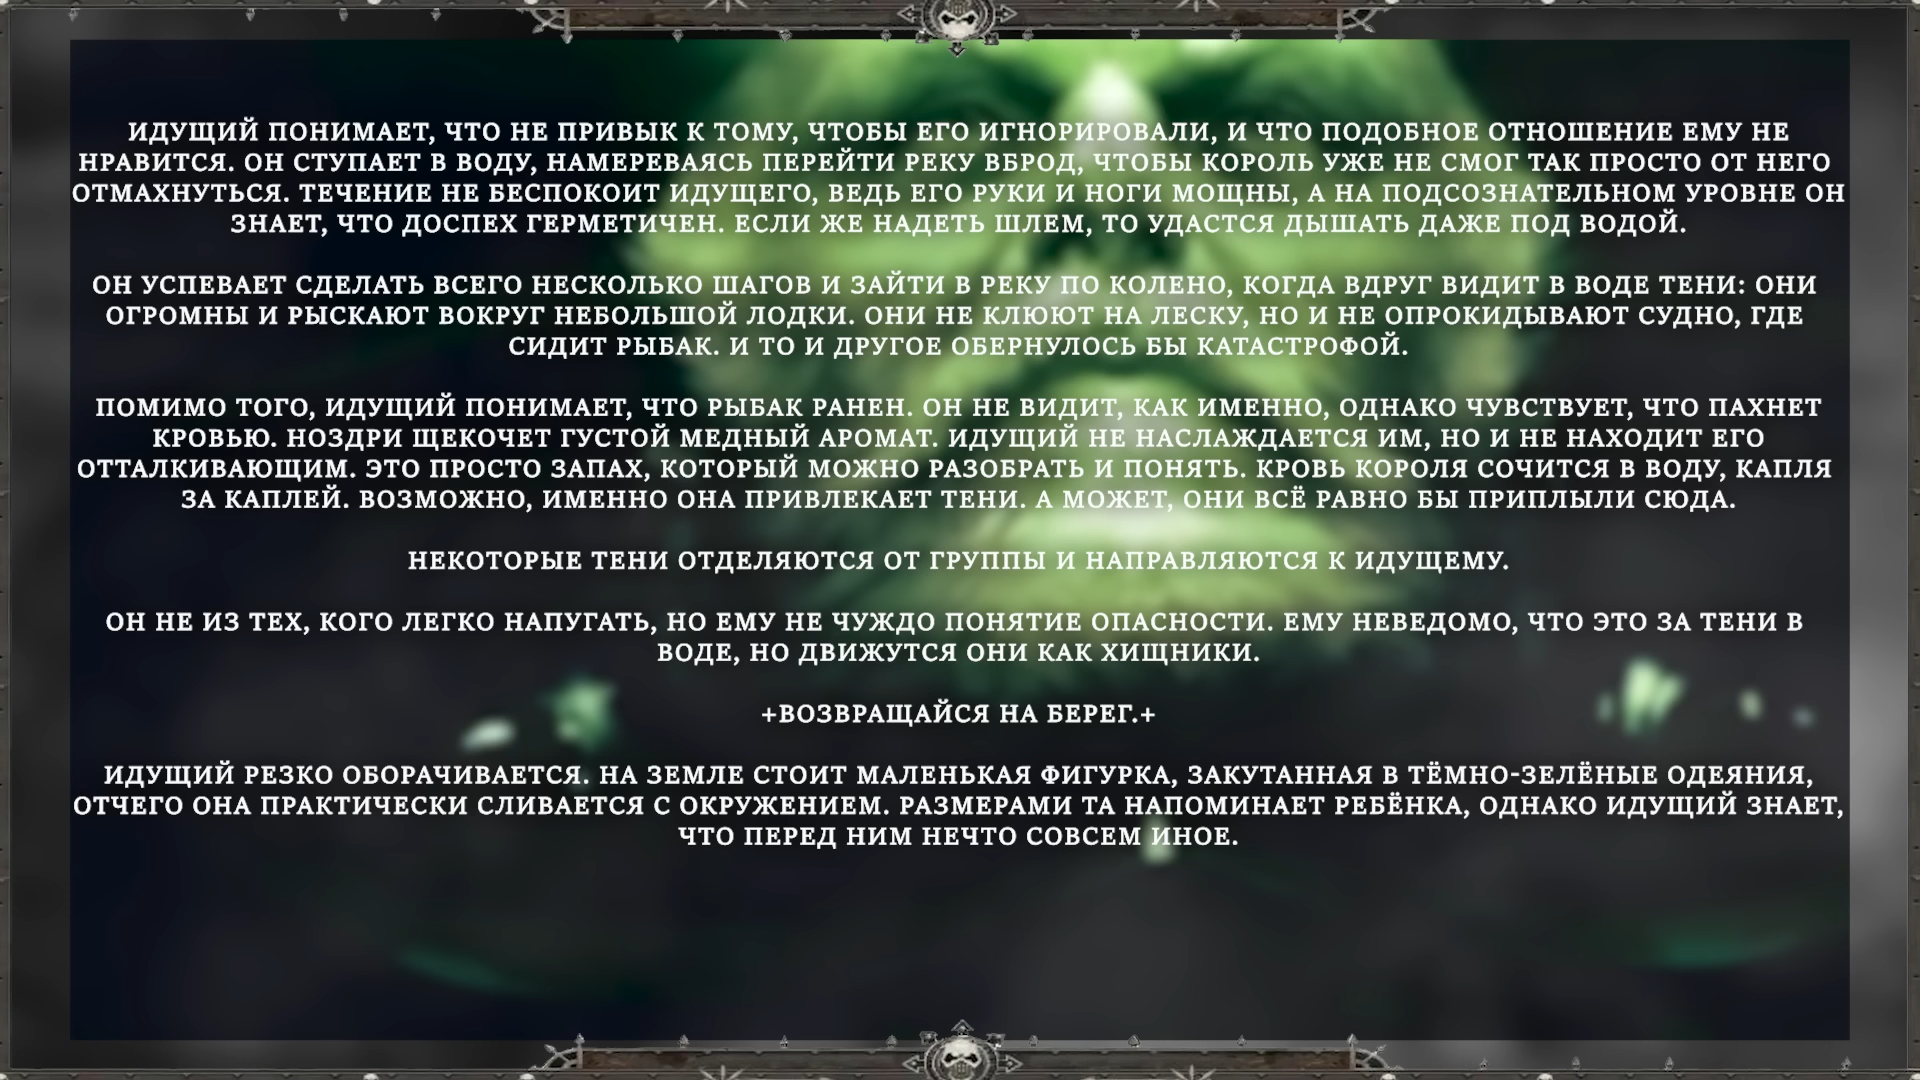 ИДУЩИЙ ПОНИМАЕТ, ЧТО НЕ ПРИВЫК К ТОМУ, ЧТОБЫ ЕГО ИГНОРИРОВАЛИ, И ЧТО ПОДОБНОЕ ОТНОШЕНИЕ ЕМУ НЕ
НРАВИТСЯ. ОН СТУПАЕТ В ВОДУ, НАМЕРЕВАЯСЬ ПЕРЕЙТИ РЕКУ ВБРОД, ЧТОБЫ КОРОЛЬ УЖЕ НЕ СМОГ ТАК ПРОСТО ОТ НЕГО
ОТМАХНУТЬСЯ. ТЕЧЕНИЕ НЕ БЕСПОКОИТ ИДУЩЕГО, ВЕДЬ ЕГО РУКИ И НОГИ МОЩНЫ, А НА ПОДСОЗНАТЕЛЬНОМ УРОВНЕ ОН
ЗНАЕТ, ЧТО ДОСПЕХ ГЕРМЕТИЧЕН. ЕСЛИ ЖЕ НАДЕТЬ ШЛЕМ, ТО УДАСТСЯ ДЫШАТЬ ДАЖЕ ПОД ВОДОЙ.
ОН УСПЕВАЕТ СДЕЛАТЬ ВСЕГО НЕСКОЛЬКО ШАГОВ И ЗАЙТИ В РЕКУ ПО КОЛЕНО, КОГДА ВДРУГ ВИДИТ В ВОДЕ ТЕНИ: ОНИ
ОГРОМНЫ И РЫСКАЮТ ВОКРУГ НЕБОЛЬШОЙ ЛОДКИ. ОНИ НЕ КЛЮЮТ НА ЛЕСКУ, НО И НЕ ОПРОКИДЫВАЮТ СУДНО, ГДЕ
СИДИТ РЫБАК. И ТО И ДРУГОЕ ОБЕРНУЛОСЬ БЫ КАТАСТРОФОЙ.
ПОМИМО ТОГО, ИДУЩИЙ ПОНИМАЕТ, ЧТО РЫБАК РАНЕН. ОН НЕ ВИДИТ, КАК ИМЕННО, ОДНАКО ЧУВСТВУЕТ, ЧТО ПАХНЕТ
КРОВЬЮ. НОЗДРИ ЩЕКОЧЕТ ГУСТОЙ МЕДНЫЙ АРОМАТ. ИДУЩИЙ НЕ НАСЛАЖДАЕТСЯ ИМ, НО И НЕ НАХОДИТ ЕГО
ОТТАЛКИВАЮЩИМ. ЭТО ПРОСТО ЗАПАХ, КОТОРЫЙ МОЖНО РАЗОБРАТЬ И ПОНЯТЬ. КРОВЬ КОРОЛЯ СОЧИТСЯ В ВОДУ, КАПЛЯ
ЗА КАПЛЕЙ. ВОЗМОЖНО, ИМЕННО ОНА ПРИВЛЕКАЕТ ТЕНИ. А МОЖЕТ, ОНИ ВСЁ РАВНО БЫ ПРИПЛЫЛИ СЮДА.
НЕКОТОРЫЕ ТЕНИ ОТДЕЛЯЮТСЯ ОТ ГРУППЫ И НАПРАВЛЯЮТСЯ К ИДУЩЕМУ.
ОН НЕ ИЗ ТЕХ, КОГО ЛЕГКО НАПУГАТЬ, НО ЕМУ НЕ ЧУЖДО ПОНЯТИЕ ОПАСНОСТИ. ЕМУ НЕВЕДОМО, ЧТО ЭТО ЗА ТЕНИ В
ВОДЕ, НО ДВИЖУТСЯ ОНИ КАК ХИЩНИКИ.
+ВОЗВРАЩАЙСЯ НА БЕРЕГ.+
ИДУЩИЙ РЕЗКО ОБОРАЧИВАЕТСЯ. НА ЗЕМЛЕ СТОИТ МАЛЕНЬКАЯ ФИГУРКА, ЗАКУТАННАЯ В ТЁМНО-ЗЕЛЁНЫЕ ОДЕЯНИЯ,
ОТЧЕГО ОНА ПРАКТИЧЕСКИ СЛИВАЕТСЯ С ОКРУЖЕНИЕМ. РАЗМЕРАМИ ТА НАПОМИНАЕТ РЕБЁНКА, ОДНАКО ИДУЩИЙ ЗНАЕТ,
ЧТО ПЕРЕД НИМ НЕЧТО СОВСЕМ ИНОЕ.